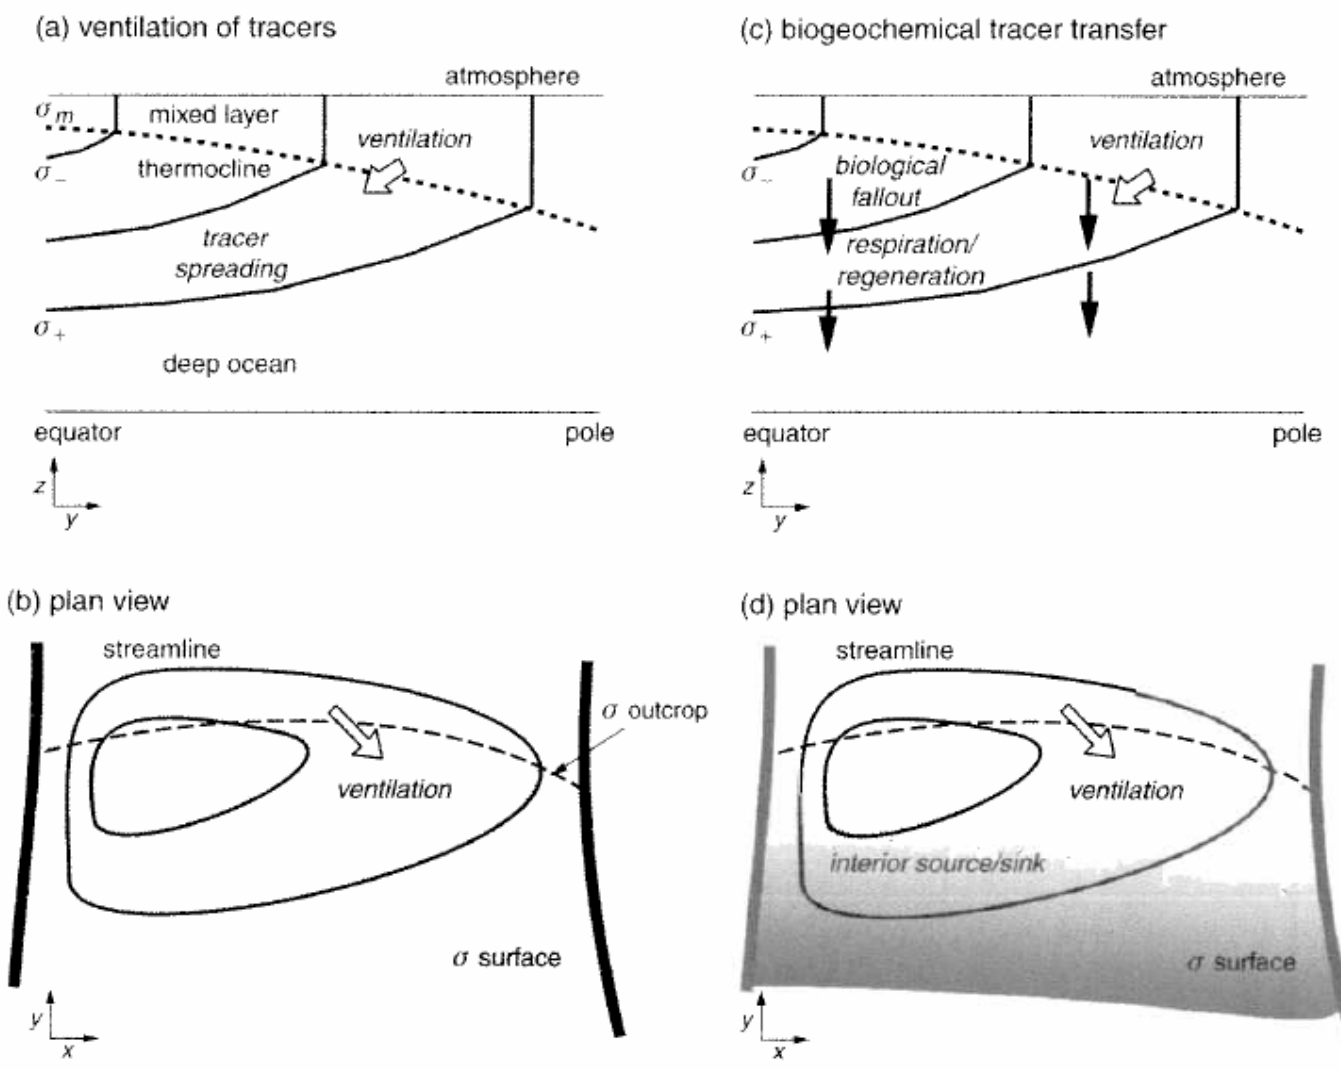 (a) ventilation of tracers
atmosphere
σm
mixed layer
ventilation
σ−
thermocline
tracer
spreading
σ+
deep ocean
equator
pole
z
y
(c) biogeochemical tracer transfer
atmosphere
ventilation
σ−
biological
fallout
respiration/
regeneration
σ+
equator
pole
z
y
(b) plan view
streamline
σ outcrop
ventilation
σ surface
y
x
(d) plan view
streamline
ventilation
interior source/sink
σ surface
y
x